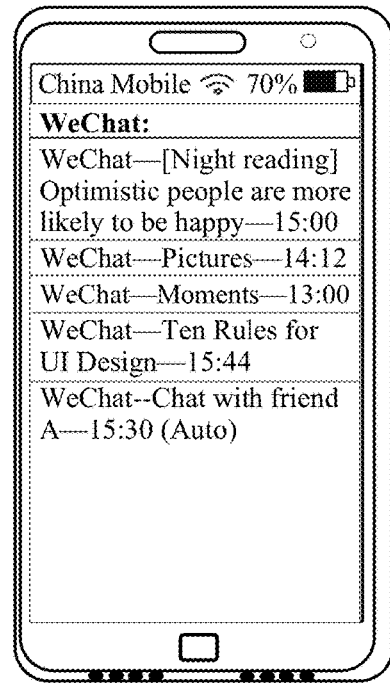 China Mobile 70%
WeChat:
WeChat—[Night reading]
Optimistic people are more
likely to be happy—15:00
WeChat—Pictures—14:12
WeChat—Moments—13:00
WeChat—Ten Rules for
UI Design—15:44
WeChat--Chat with friend
A—15:30 (Auto)